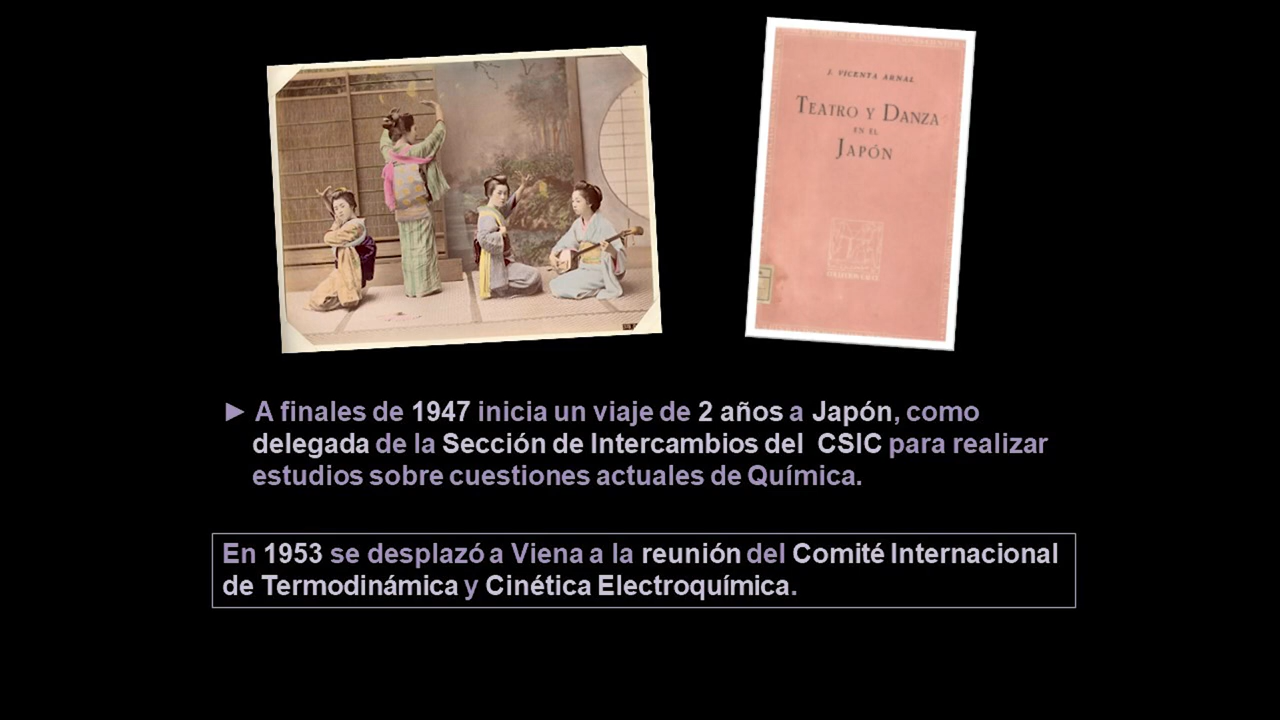 J. VICENTA ARNAL
TEATRO Y DANZA
EN EL
JAPÓN
► A finales de 1947 inicia un viaje de 2 años a Japón, como
delegada de la Sección de Intercambios del CSIC para realizar
estudios sobre cuestiones actuales de Química.
En 1953 se desplazó a Viena a la reunión del Comité Internacional
de Termodinámica y Cinética Electroquímica.